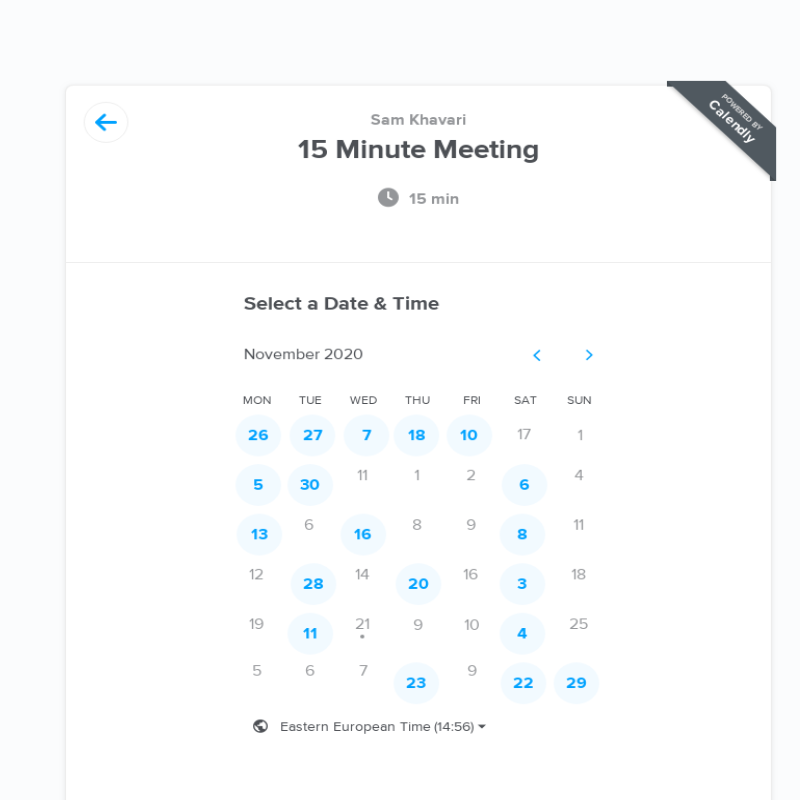 Sam Khavari
15 Minute Meeting
15 min
POWERED BY
Calendly
Select a Date & Time
November 2020
MON TUE WED THU FRI SAT SUN
26 27 7 18 10 17 1
5 30 11 1 2 6 4
13 6 16 8 9 8 11
12 28 14 20 16 3 18
19 11 21 9 10 4 25
5 6 7 23 9 22 29
Eastern European Time (14:56)